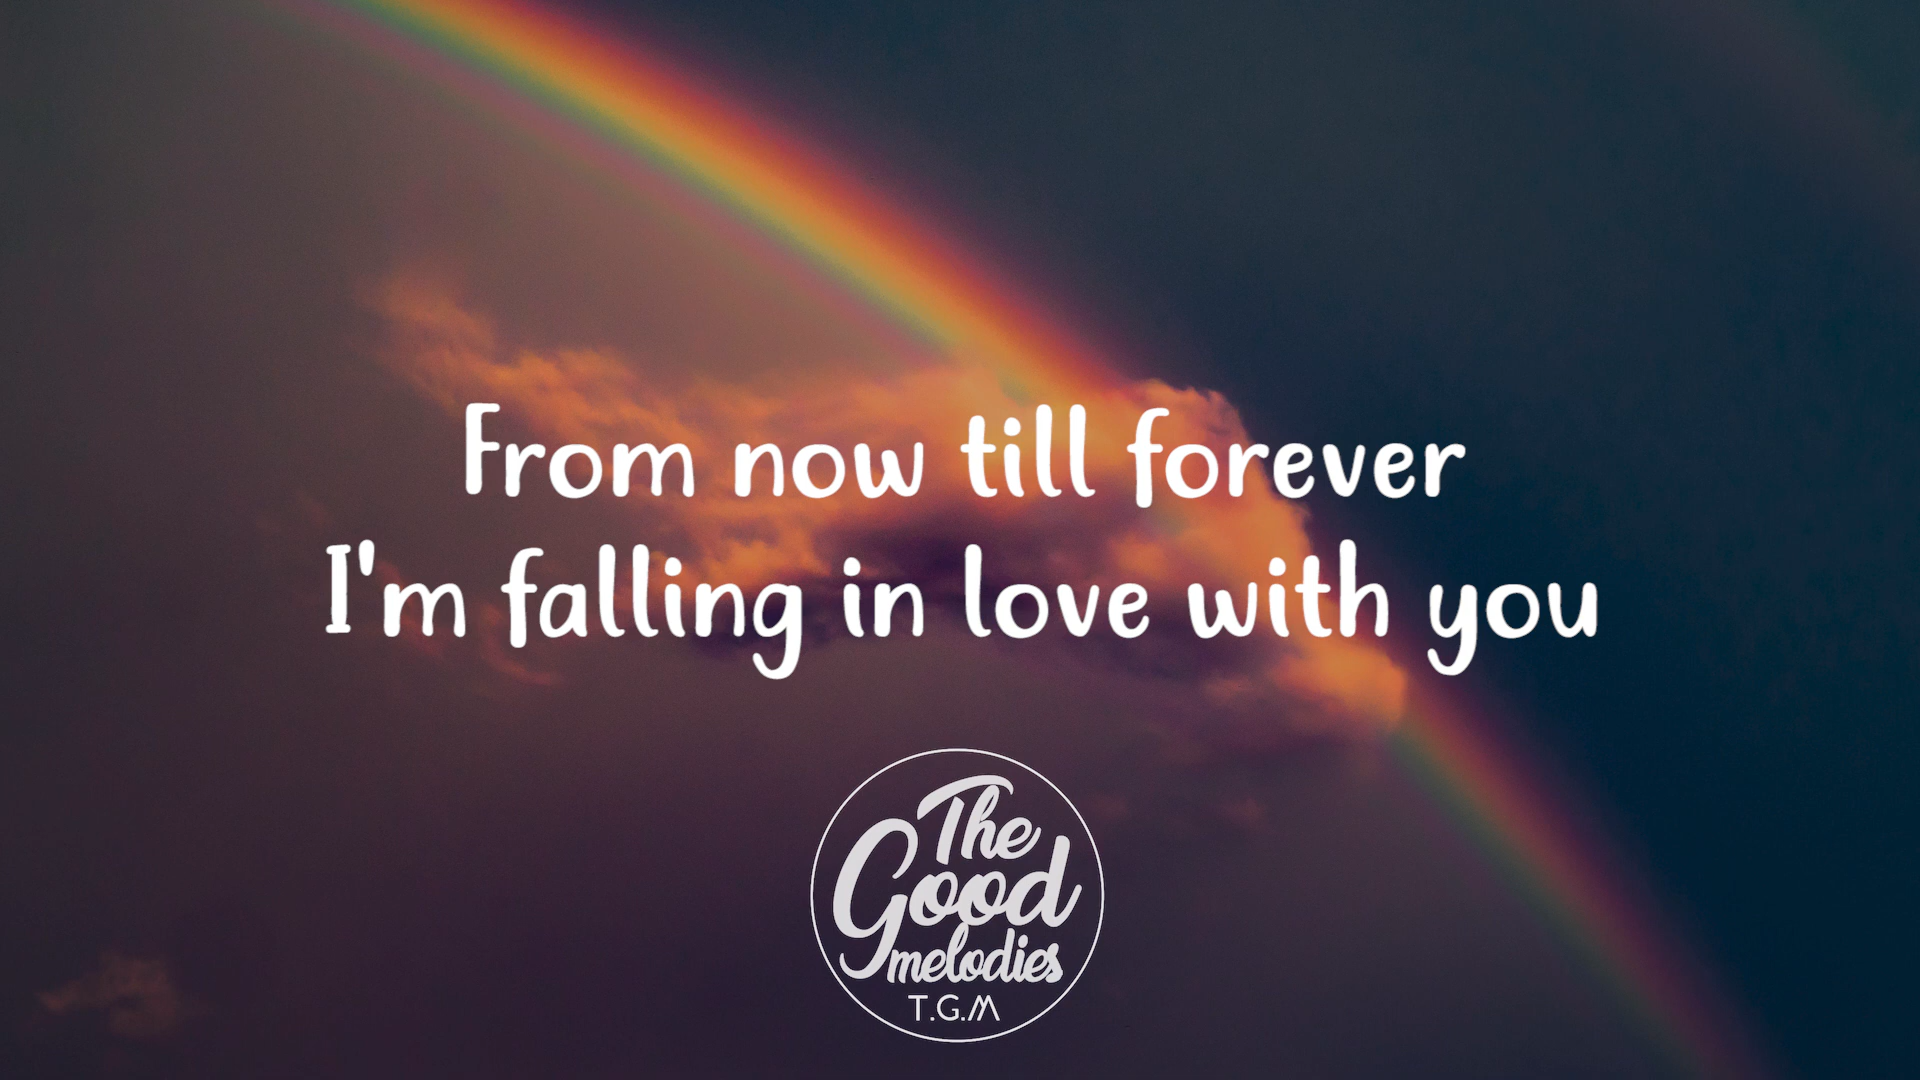 From now till forever
I'm falling in love with you
The
Good
melodies
T.G.M